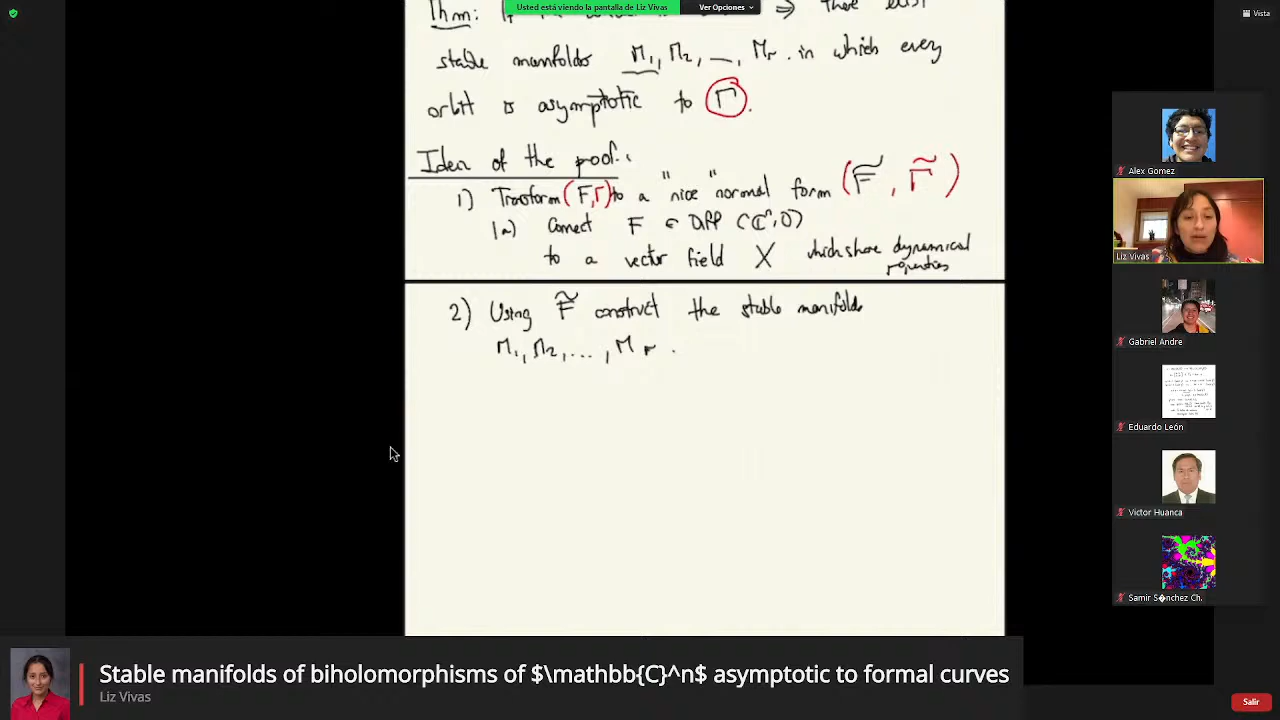 Usted está viendo la pantalla de Liz Vivas
Ver Opciones
Vista
Thm: ⇒ there exist
stable manifolds M1, M2, ..., Mr. in which every
orbit is asymptotic to Γ.
Idea of the proof:
1) Transform (F,Γ) to a "nice" normal form (F̃, Γ̃)
1a) Connect F ∈ Diff (ℂⁿ,0)
to a vector field X which share dynamical
properties
2) Using F̃ construct the stable manifolds
M1, M2, ..., Mr.
Alex Gomez
Liz Vivas
Gabriel Andre
Eduardo León
Victor Huanca
Samir S�nchez Ch.
Stable manifolds of biholomorphisms of $\mathbb{C}^n$ asymptotic to formal curves
Liz Vivas
Salir